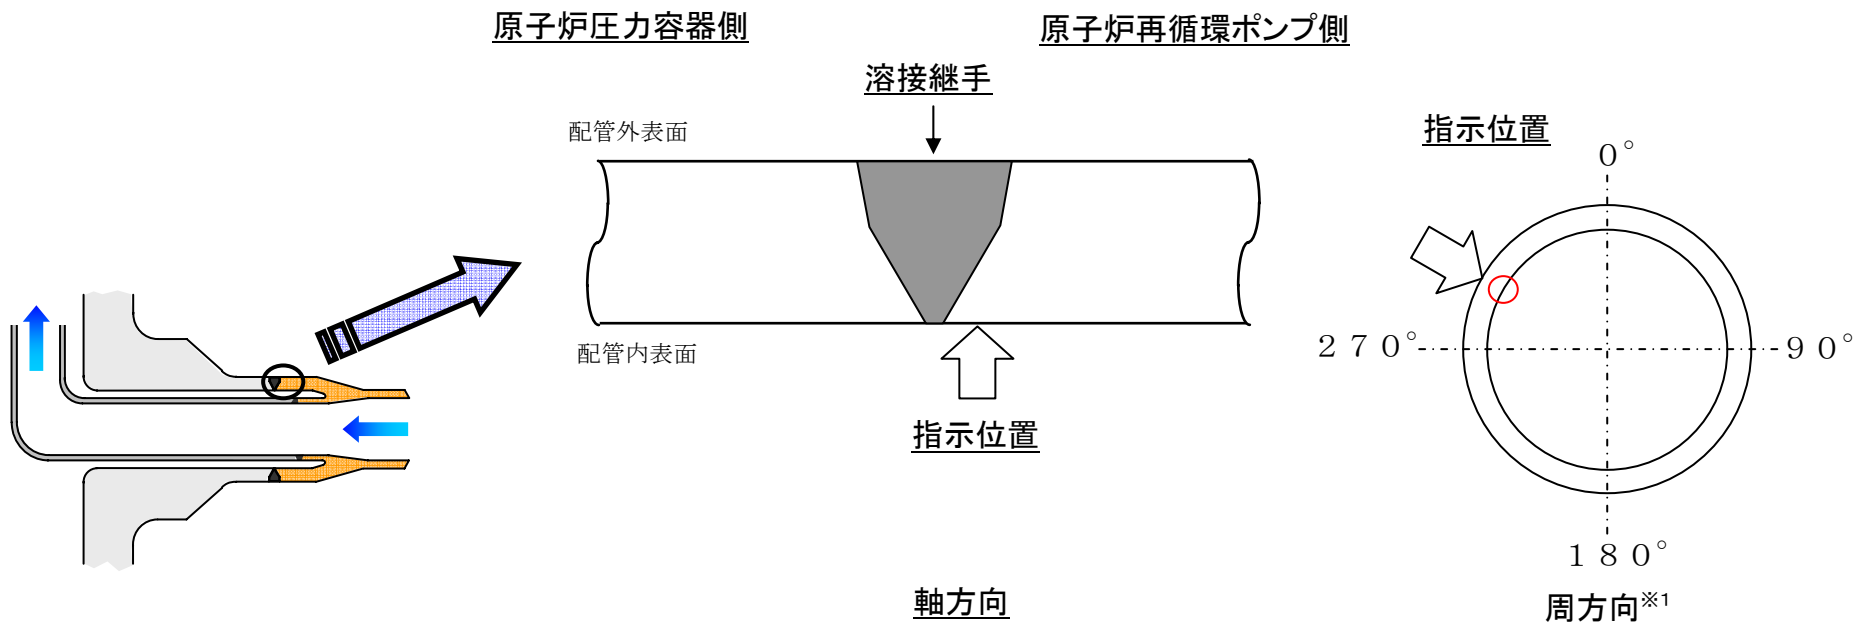 原子炉圧力容器側
原子炉再循環ポンプ側
溶接継手
配管外表面
配管内表面
指示位置
軸方向
指示位置
0°
270°
90°
180°
周方向※1